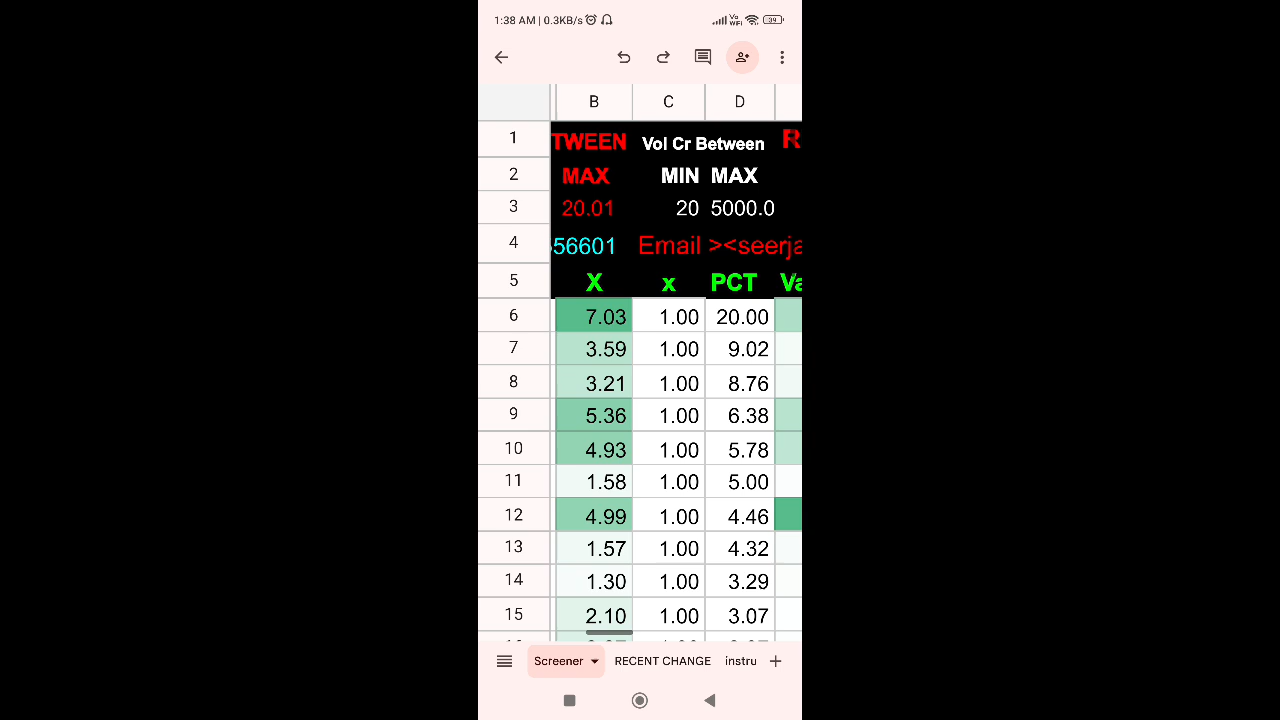 1:38 AM | 0.3KB/s Vo WiFi 39
B C D
1 TWEEN Vol Cr Between R
2 MAX MIN MAX
3 20.01 20 5000.0
4 56601 Email ><seerja
5 X x PCT Va
6 7.03 1.00 20.00
7 3.59 1.00 9.02
8 3.21 1.00 8.76
9 5.36 1.00 6.38
10 4.93 1.00 5.78
11 1.58 1.00 5.00
12 4.99 1.00 4.46
13 1.57 1.00 4.32
14 1.30 1.00 3.29
15 2.10 1.00 3.07
Screener RECENT CHANGE instru